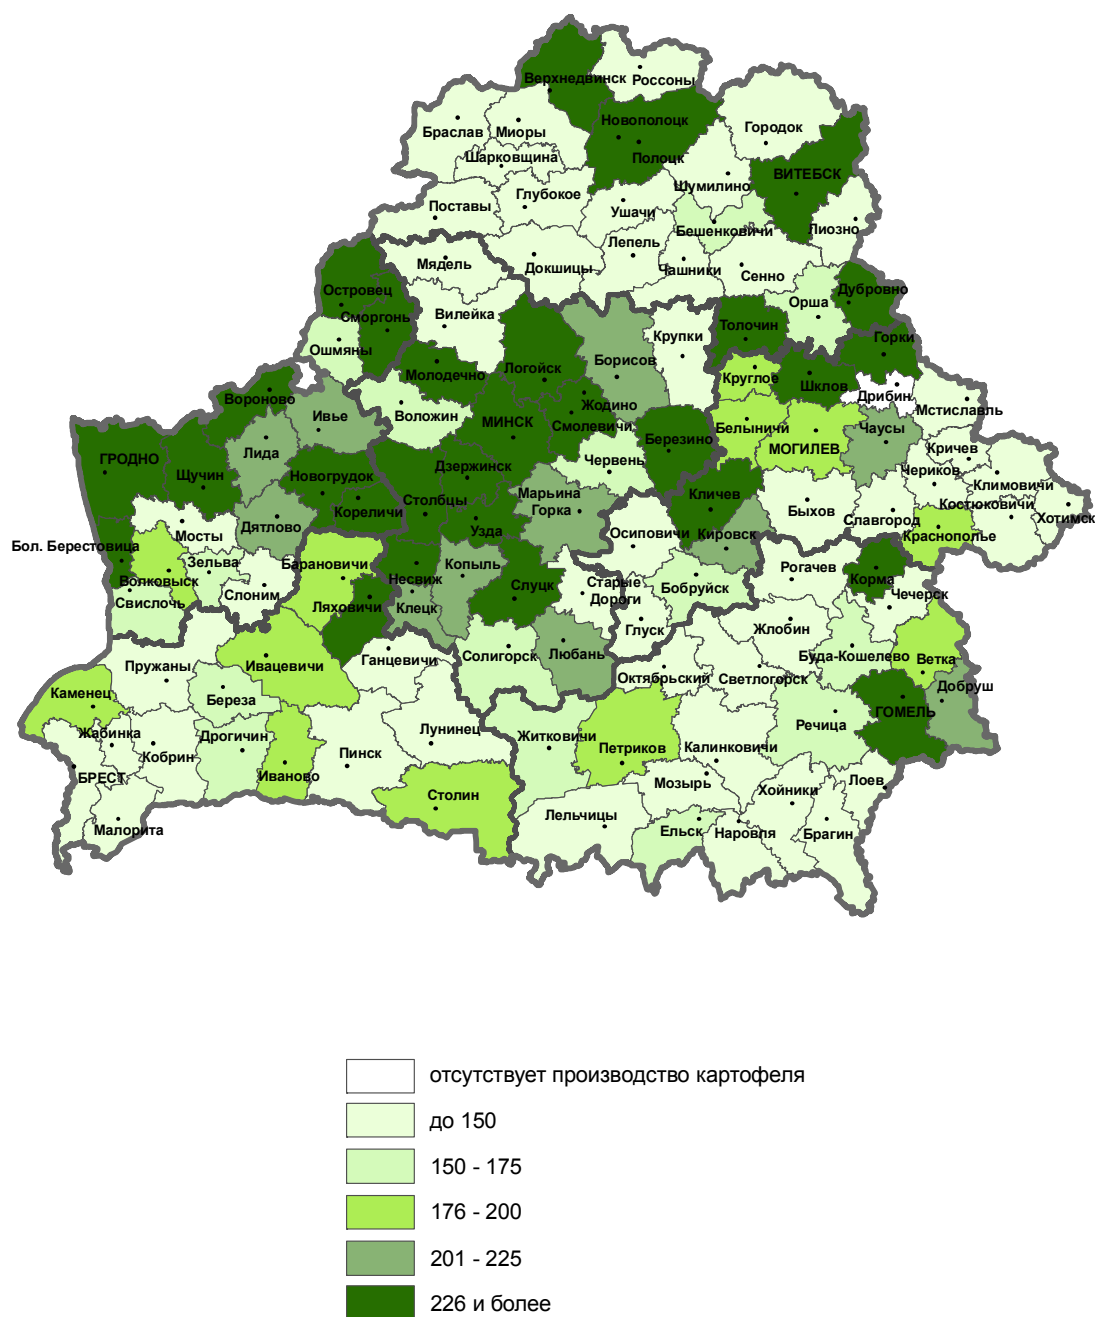 Верхнедвинск
Россоны
Браслав
Миоры
Новополоцк
Городок
Шарковщина
Полоцк
Шумилино
ВИТЕБСК
Глубокое
Поставы
Ушачи
Бешенковичи
Лиозно
Лепель
Мядель
Докшицы
Чашники
Сенно
Островец
Дубровно
Орша
Сморгонь
Вилейка
Толочин
Крупки
Горки
Ошмяны
Борисов
Логойск
Молодечно
Круглое
Шклов
Дрибин
Вороново
Жодино
Мстиславль
Ивье
Воложин
МИНСК
Смолевичи
Белыничи
Чаусы
Березино
МОГИЛЕВ
Кричев
Лида
ГРОДНО
Дзержинск
Червень
Чериков
Щучин
Новогрудок
Климовичи
Марьина
Горка
Столбцы
Кличев
Быхов
Костюковичи
Кореличи
Славгород
Хотимск
Дятлово
Узда
Осиповичи
Кировск
Краснополье
Мосты
Бол. Берестовица
Зельва
Барановичи
Копыль
Рогачев
Волковыск
Несвиж
Слуцк
Старые
Дороги
Бобруйск
Корма
Слоним
Свислочь
Ляховичи
Клецк
Чечерск
Глуск
Жлобин
Ганцевичи
Солигорск
Любань
Буда-Кошелево
Ветка
Ивацевичи
Пружаны
Октябрьский
Светлогорск
Добруш
Каменец
Береза
ГОМЕЛЬ
Речица
Жабинка
Дрогичин
Лунинец
Житковичи
Петриков
Калинковичи
Кобрин
Пинск
БРЕСТ
Иваново
Мозырь
Лоев
Хойники
Столин
Лельчицы
Малорита
Ельск
Наровля
Брагин
отсутствует производство картофеля
до 150
150 - 175
176 - 200
201 - 225
226 и более